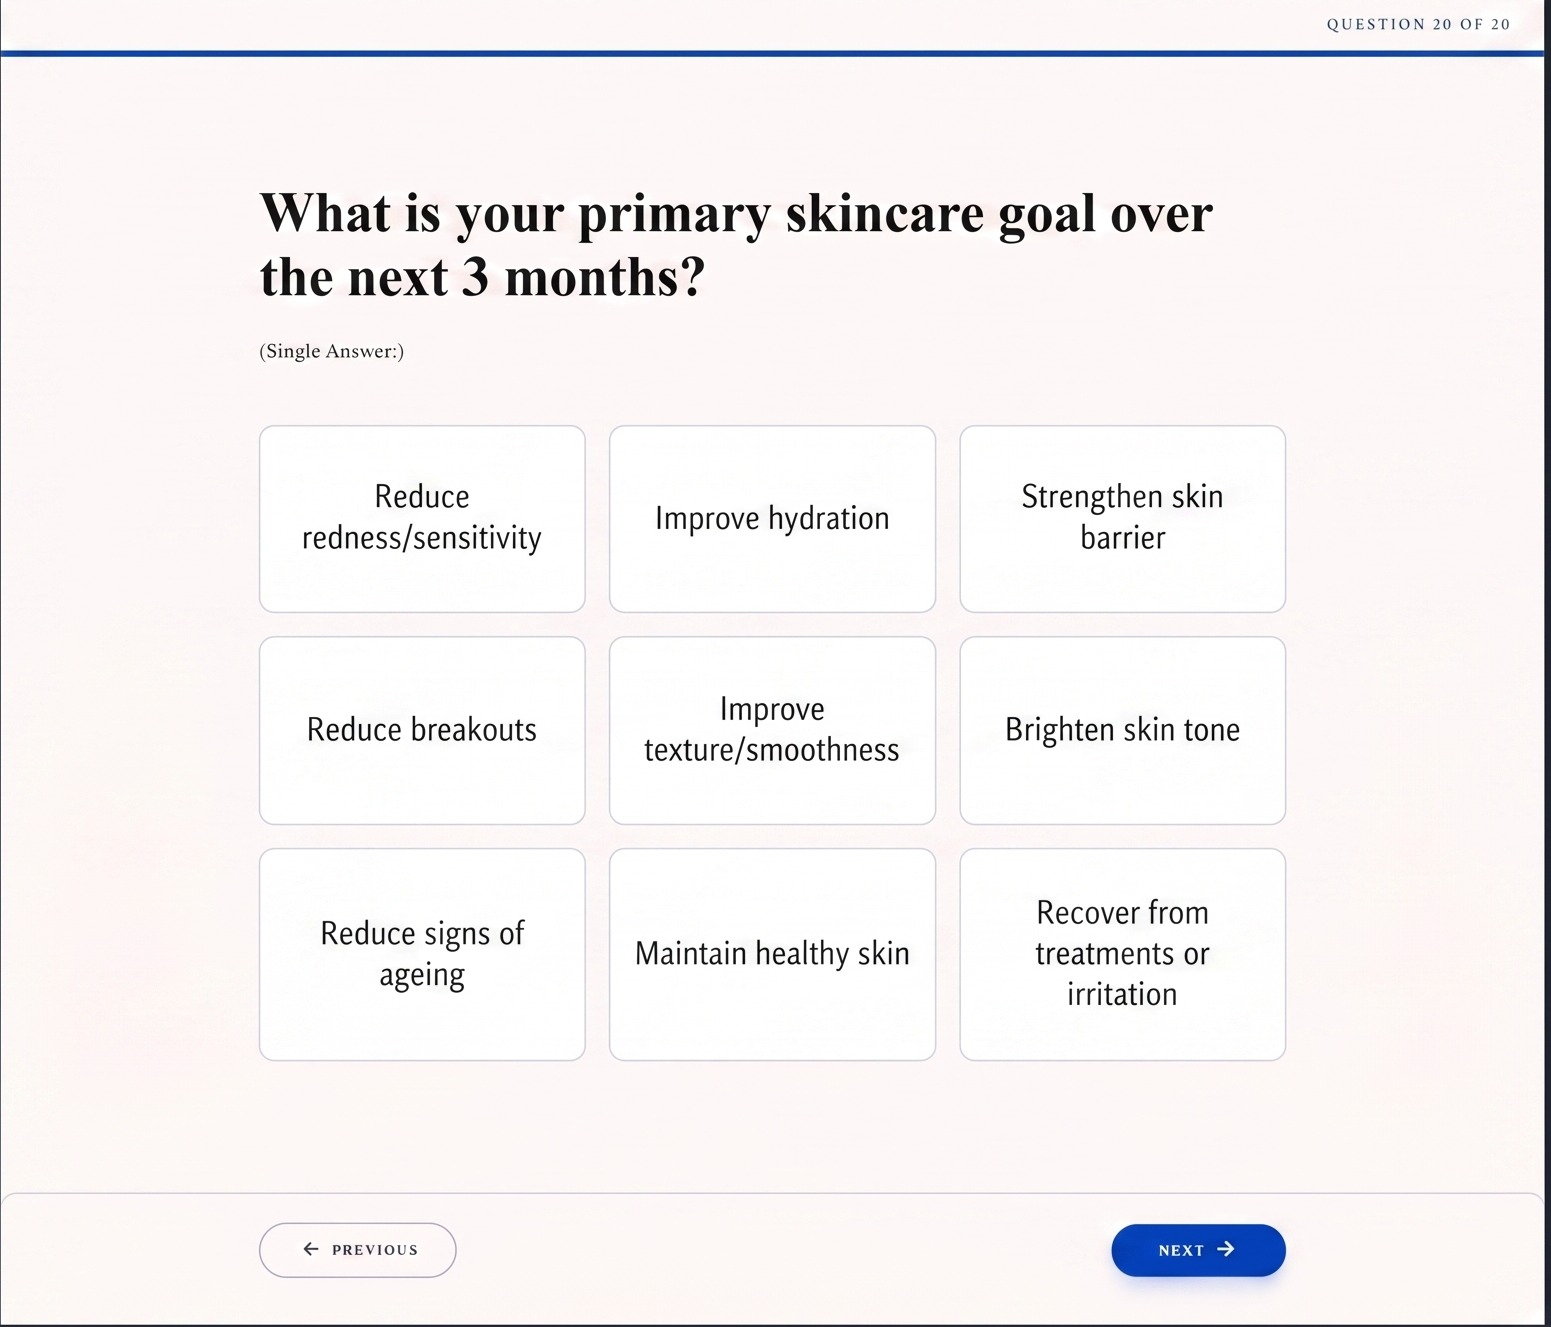 QUESTION 20 OF 20
What is your primary skincare goal over
the next 3 months?
(Single Answer:)
Reduce
redness/sensitivity
Improve hydration
Strengthen skin
barrier
Reduce breakouts
Improve
texture/smoothness
Brighten skin tone
Reduce signs of
ageing
Maintain healthy skin
Recover from
treatments or
irritation
← PREVIOUS
NEXT →